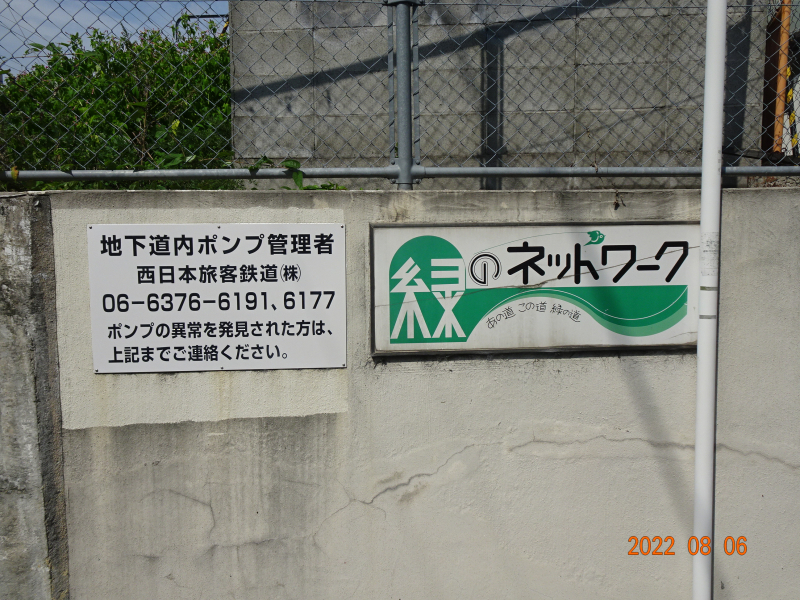 地下道内ポンプ管理者
西日本旅客鉄道㈱
06-6376-6191、6177
ポンプの異常を発見された方は、
上記までご連絡ください。
緑のネットワーク
あの道 この道 緑の道
2022 08 06